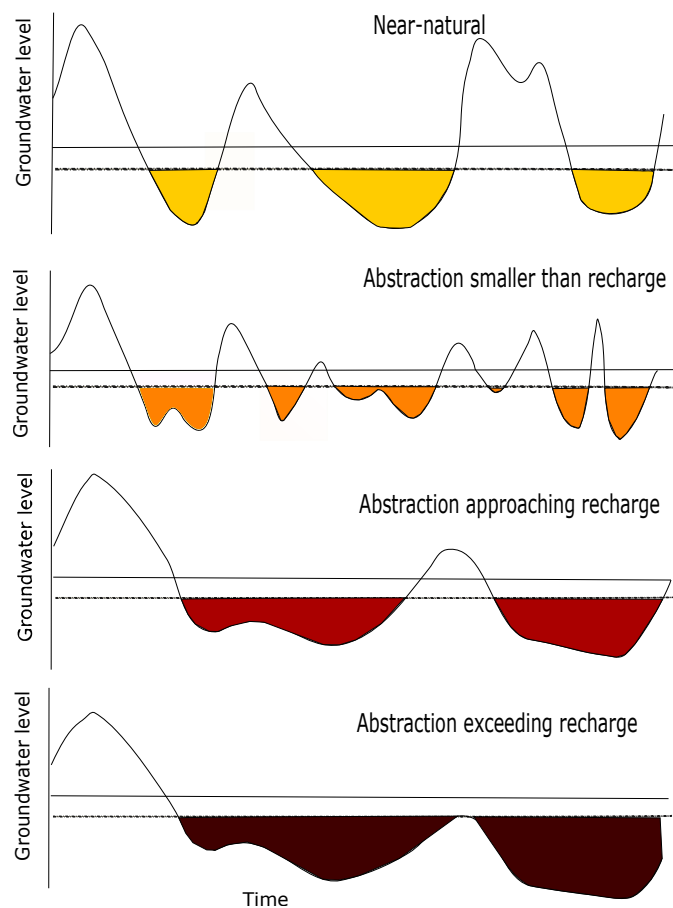 Near-natural
Groundwater level
Abstraction smaller than recharge
Groundwater level
Abstraction approaching recharge
Groundwater level
Abstraction exceeding recharge
Groundwater level
Time